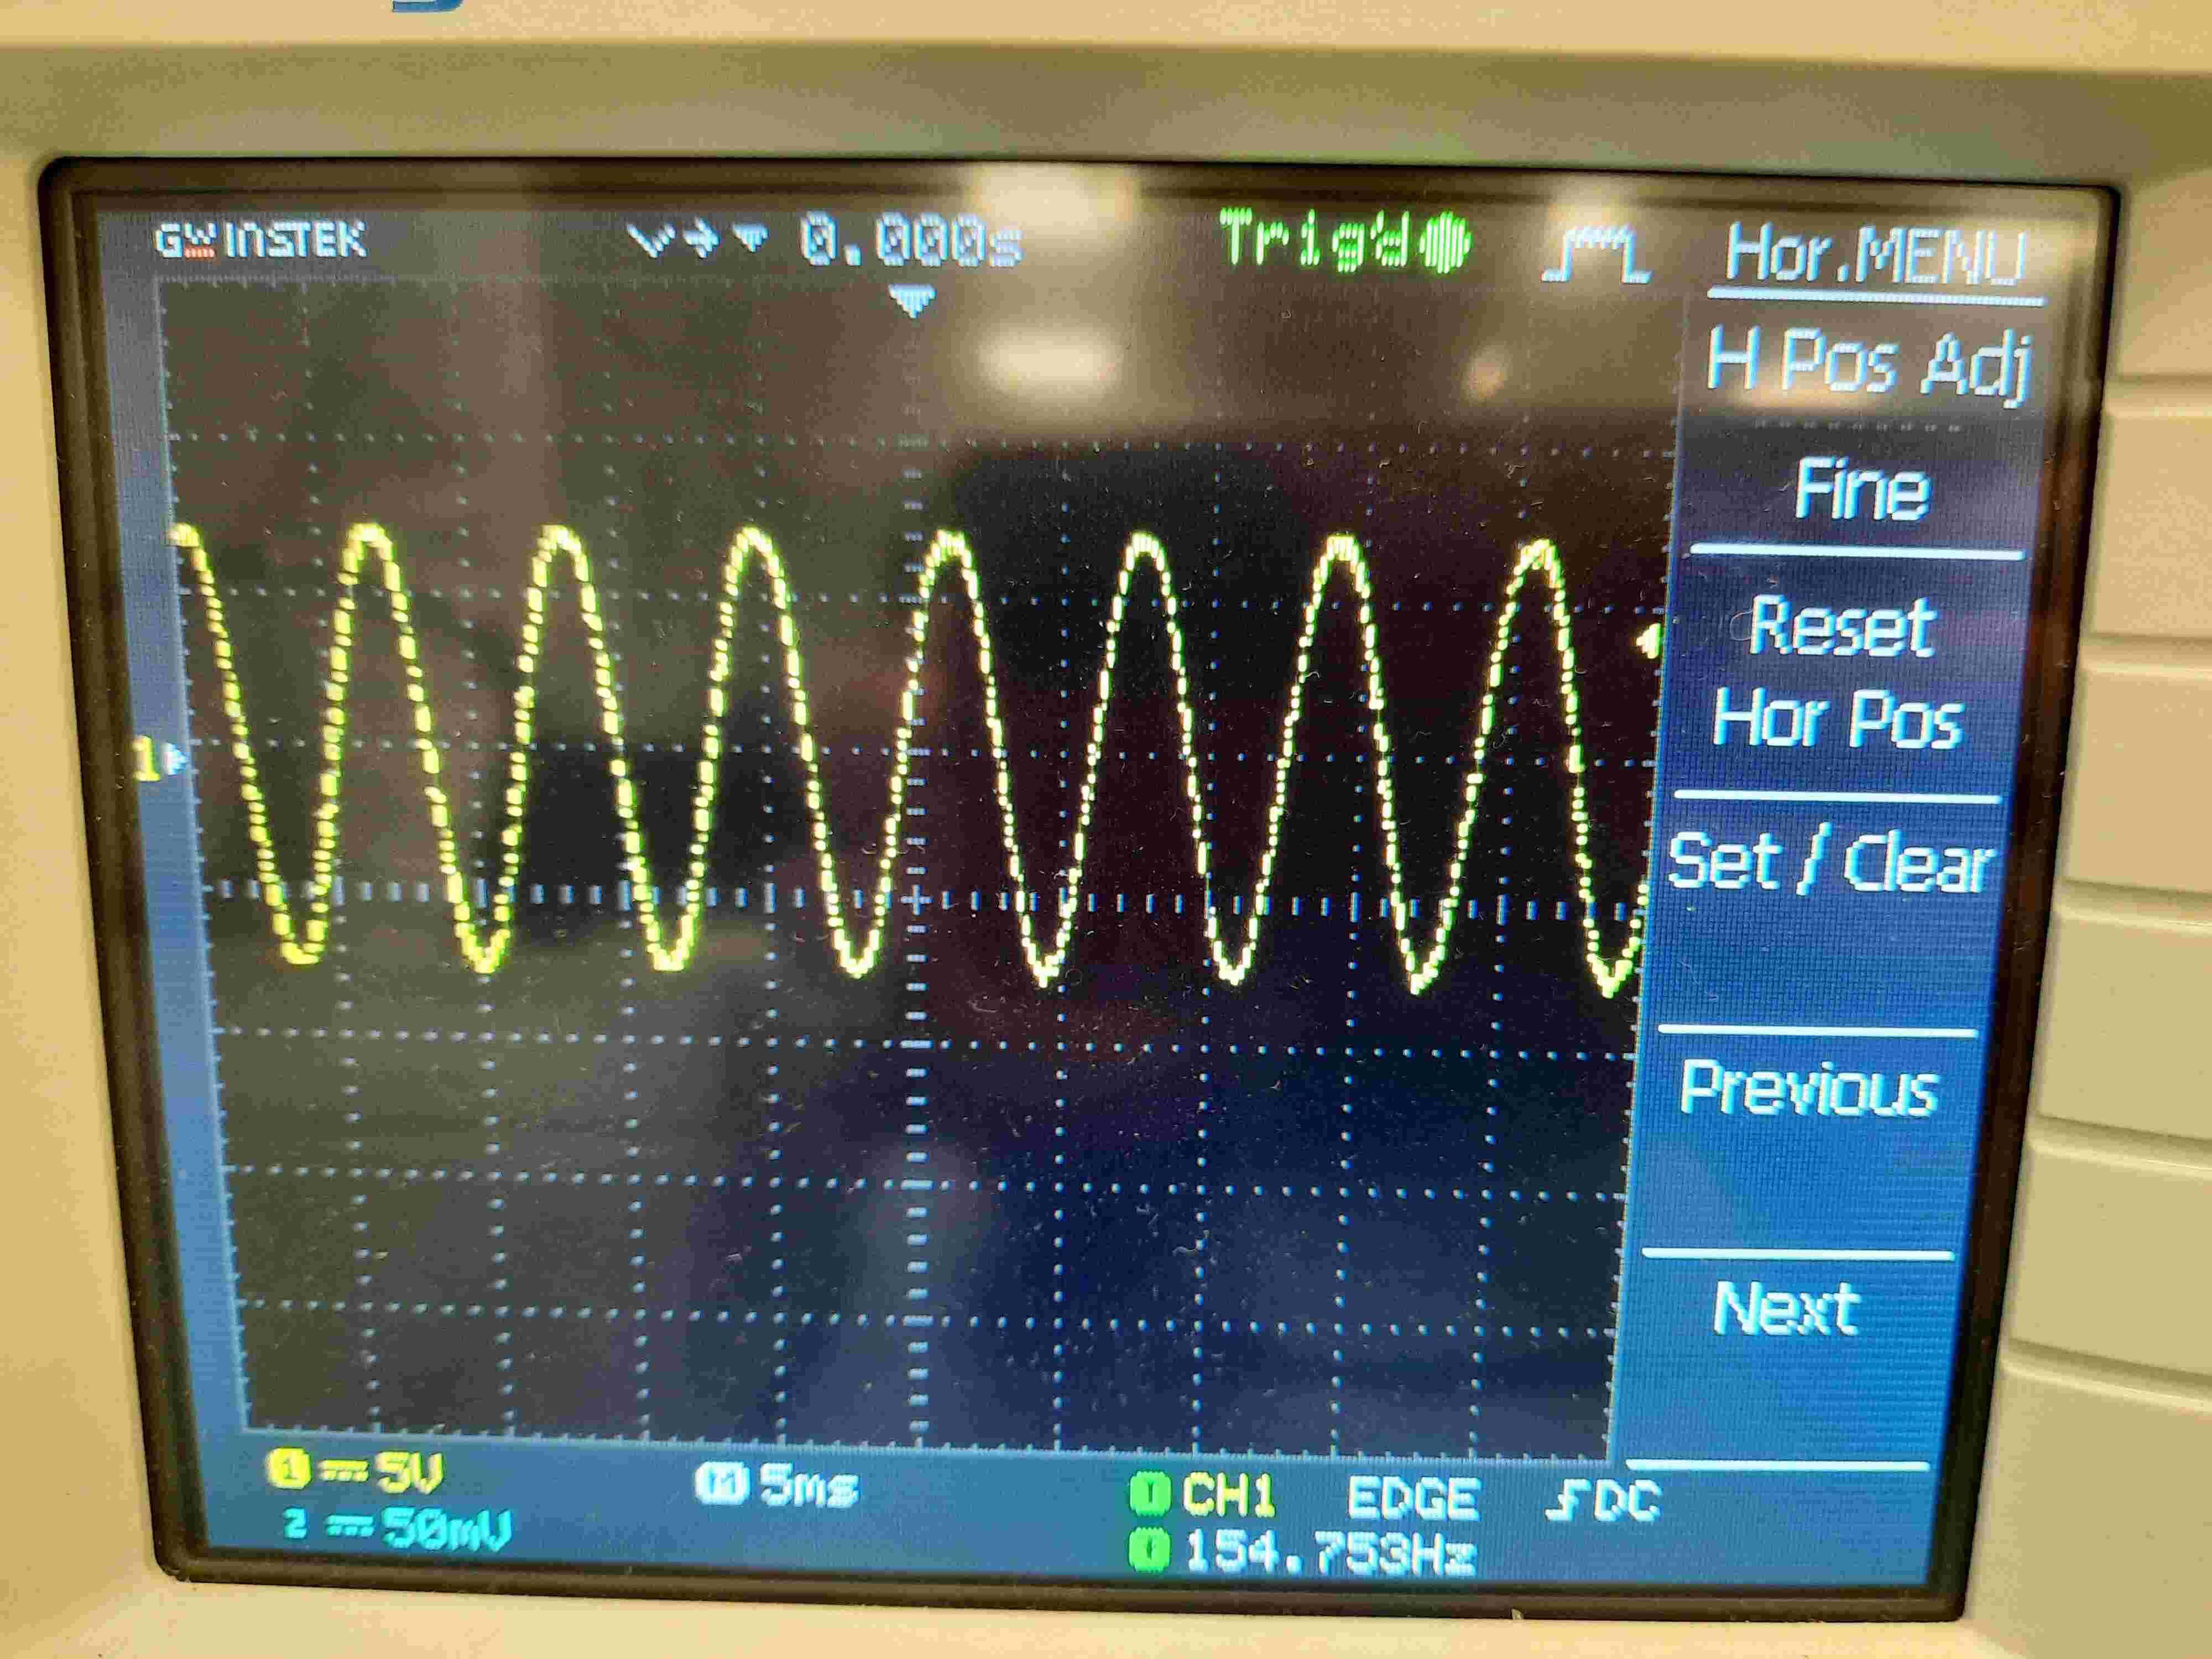 GW INSTEK 0.000s Trig'd Hor.MENU
H Pos Adj
Fine
Reset
Hor Pos
1
Set / Clear
Previous
Next
1 5V M 5ms T CH1 EDGE DC
2 50mV 154.753Hz